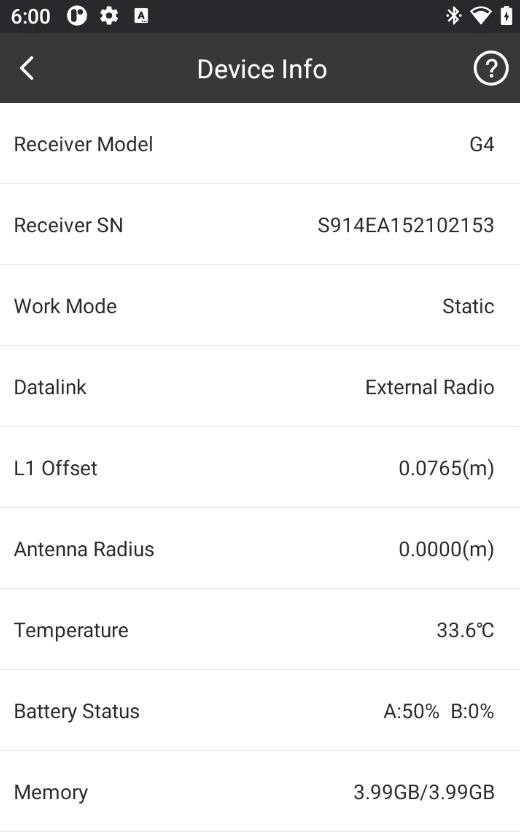 6:00
Device Info
Receiver Model G4
Receiver SN S914EA152102153
Work Mode Static
Datalink External Radio
L1 Offset 0.0765(m)
Antenna Radius 0.0000(m)
Temperature 33.6℃
Battery Status A:50% B:0%
Memory 3.99GB/3.99GB